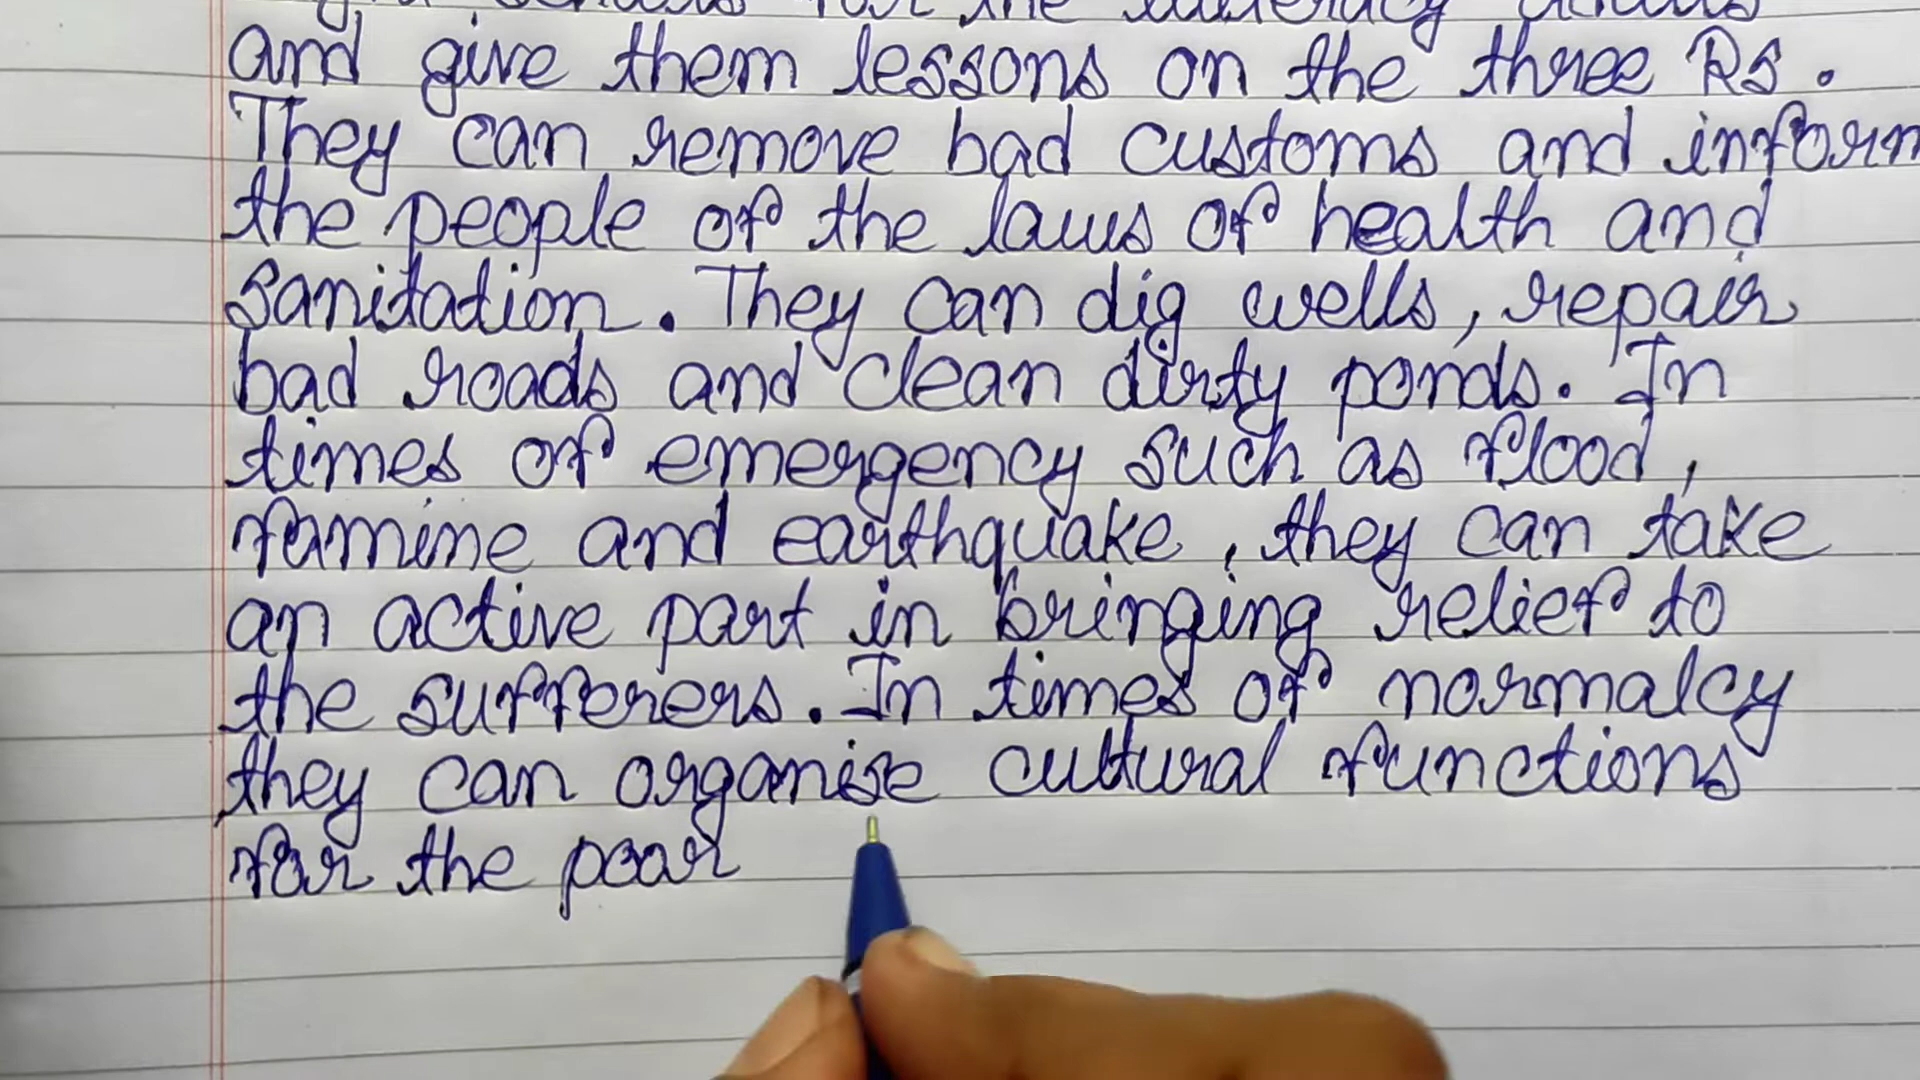 for the
and give them lessons on the three Rs.
They can remove bad customs and inform
the people of the laws of health and
sanitation. They can dig wells, repair
bad roads and clean dirty ponds. In
times of emergency such as flood,
famine and earthquake, they can take
an active part in bringing relief to
the sufferers. In times of normalcy
they can organise cultural functions
for the poor